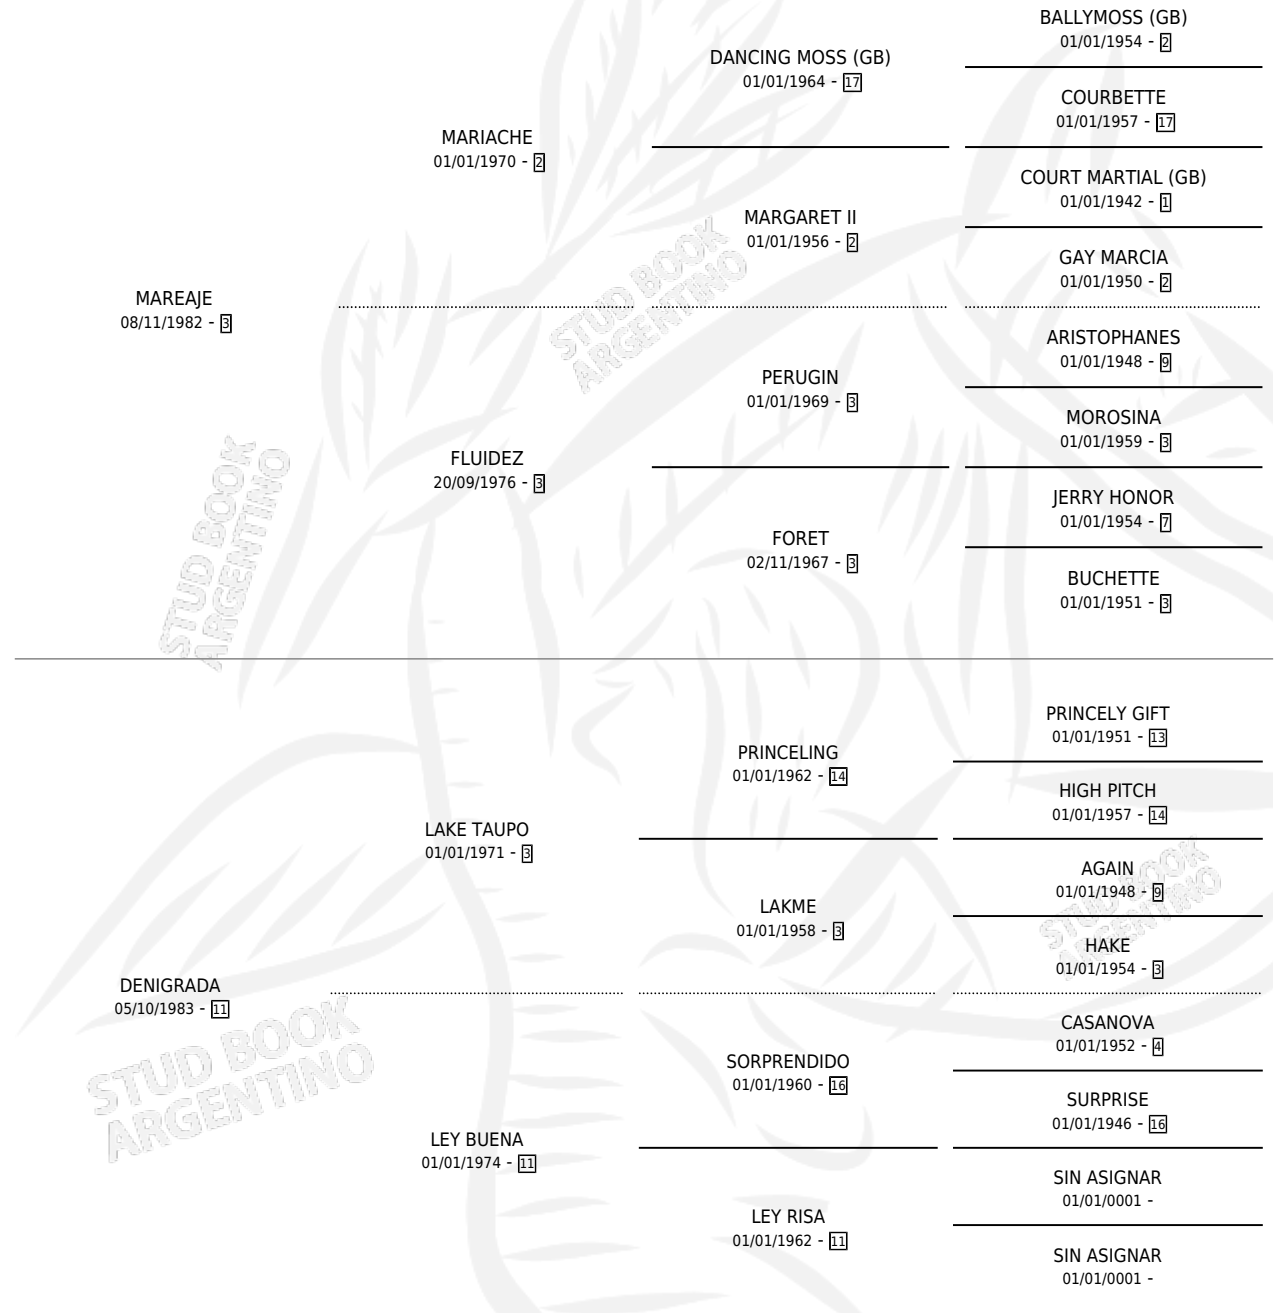 BALLYMOSS (GB)
01/01/1954 - 2
DANCING MOSS (GB)
01/01/1964 - 17
COURBETTE
01/01/1957 - 17
MARIACHE
01/01/1970 - 2
COURT MARTIAL (GB)
01/01/1942 - 1
MARGARET II
01/01/1956 - 2
GAY MARCIA
01/01/1950 - 2
MAREAJE
08/11/1982 - 3
ARISTOPHANES
01/01/1948 - 9
PERUGIN
01/01/1969 - 3
MOROSINA
01/01/1959 - 3
FLUIDEZ
20/09/1976 - 3
JERRY HONOR
01/01/1954 - 7
FORET
02/11/1967 - 3
BUCHETTE
01/01/1951 - 3
STUD BOOK
ARGENTINO
STUD BOOK
ARGENTINO
PRINCELY GIFT
01/01/1951 - 13
PRINCELING
01/01/1962 - 14
HIGH PITCH
01/01/1957 - 14
LAKE TAUPO
01/01/1971 - 3
AGAIN
01/01/1948 - 9
LAKME
01/01/1958 - 3
HAKE
01/01/1954 - 3
DENIGRADA
05/10/1983 - 11
CASANOVA
01/01/1952 - 4
SORPRENDIDO
01/01/1960 - 16
SURPRISE
01/01/1946 - 16
LEY BUENA
01/01/1974 - 11
SIN ASIGNAR
01/01/0001 -
LEY RISA
01/01/1962 - 11
SIN ASIGNAR
01/01/0001 -
STUD BOOK
ARGENTINO
STUD BOOK
ARGENTINO